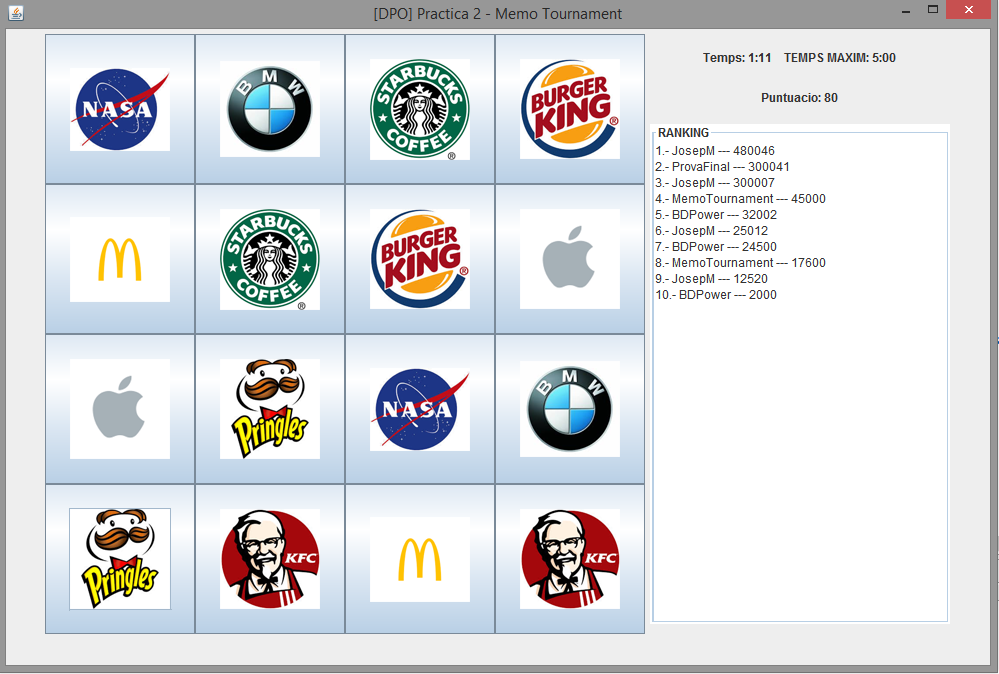 [DPO] Practica 2 - Memo Tournament
Temps: 1:11 TEMPS MAXIM: 5:00
Puntuacio: 80
RANKING
1.- JosepM --- 480046
2.- ProvaFinal --- 300041
3.- JosepM --- 300007
4.- MemoTournament --- 45000
5.- BDPower --- 32002
6.- JosepM --- 25012
7.- BDPower --- 24500
8.- MemoTournament --- 17600
9.- JosepM --- 12520
10.- BDPower --- 2000
NASA
BMW
STARBUCKS
COFFEE
®
BURGER
KING
®
STARBUCKS
COFFEE
®
BURGER
KING
®
Pringles
NASA
BMW
Pringles
KFC
KFC